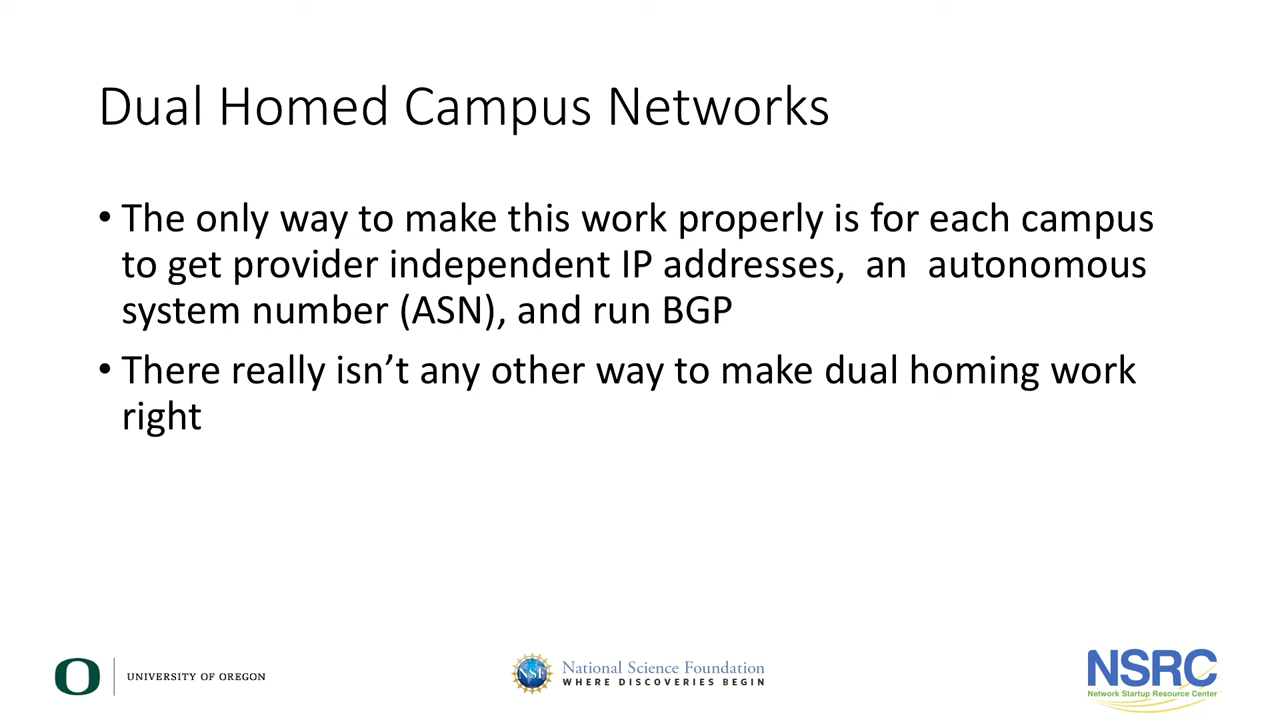 Dual Homed Campus Networks
• The only way to make this work properly is for each campus
to get provider independent IP addresses,  an  autonomous
system number (ASN), and run BGP
• There really isn’t any other way to make dual homing work
right
O
UNIVERSITY OF OREGON
NSF
National Science Foundation
WHERE DISCOVERIES BEGIN
NSRC
Network Startup Resource Center